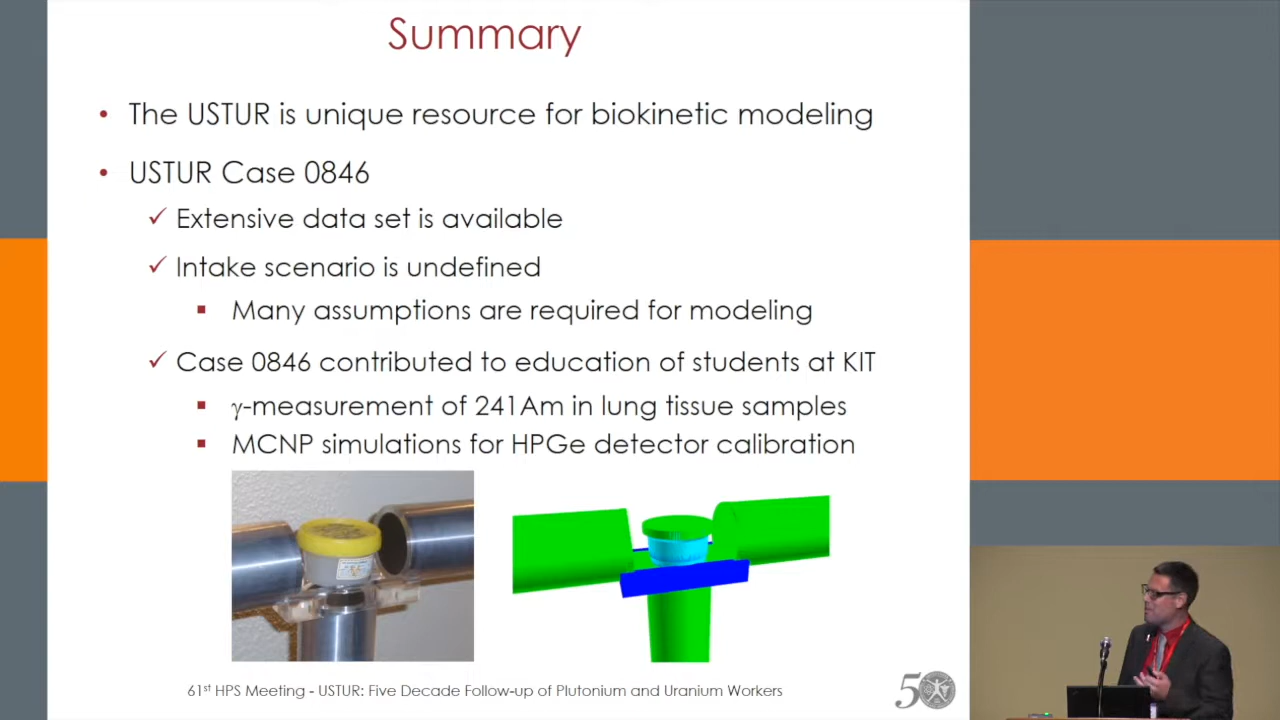 Summary
• The USTUR is unique resource for biokinetic modeling
• USTUR Case 0846
✓ Extensive data set is available
✓ Intake scenario is undefined
▪ Many assumptions are required for modeling
✓ Case 0846 contributed to education of students at KIT
▪ γ-measurement of 241Am in lung tissue samples
▪ MCNP simulations for HPGe detector calibration
61st HPS Meeting - USTUR: Five Decade Follow-up of Plutonium and Uranium Workers
50